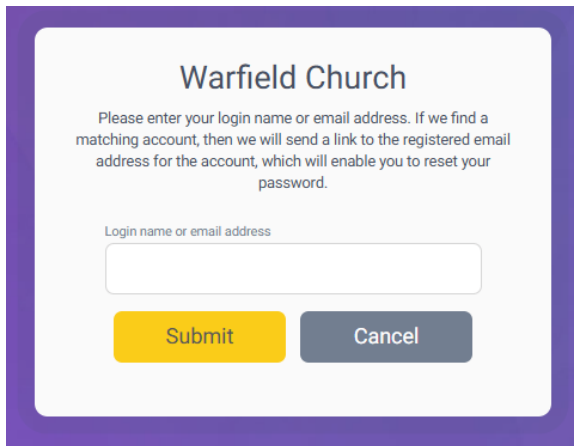 Warfield Church
Please enter your login name or email address. If we find a
matching account, then we will send a link to the registered email
address for the account, which will enable you to reset your
password.
Login name or email address
Submit
Cancel